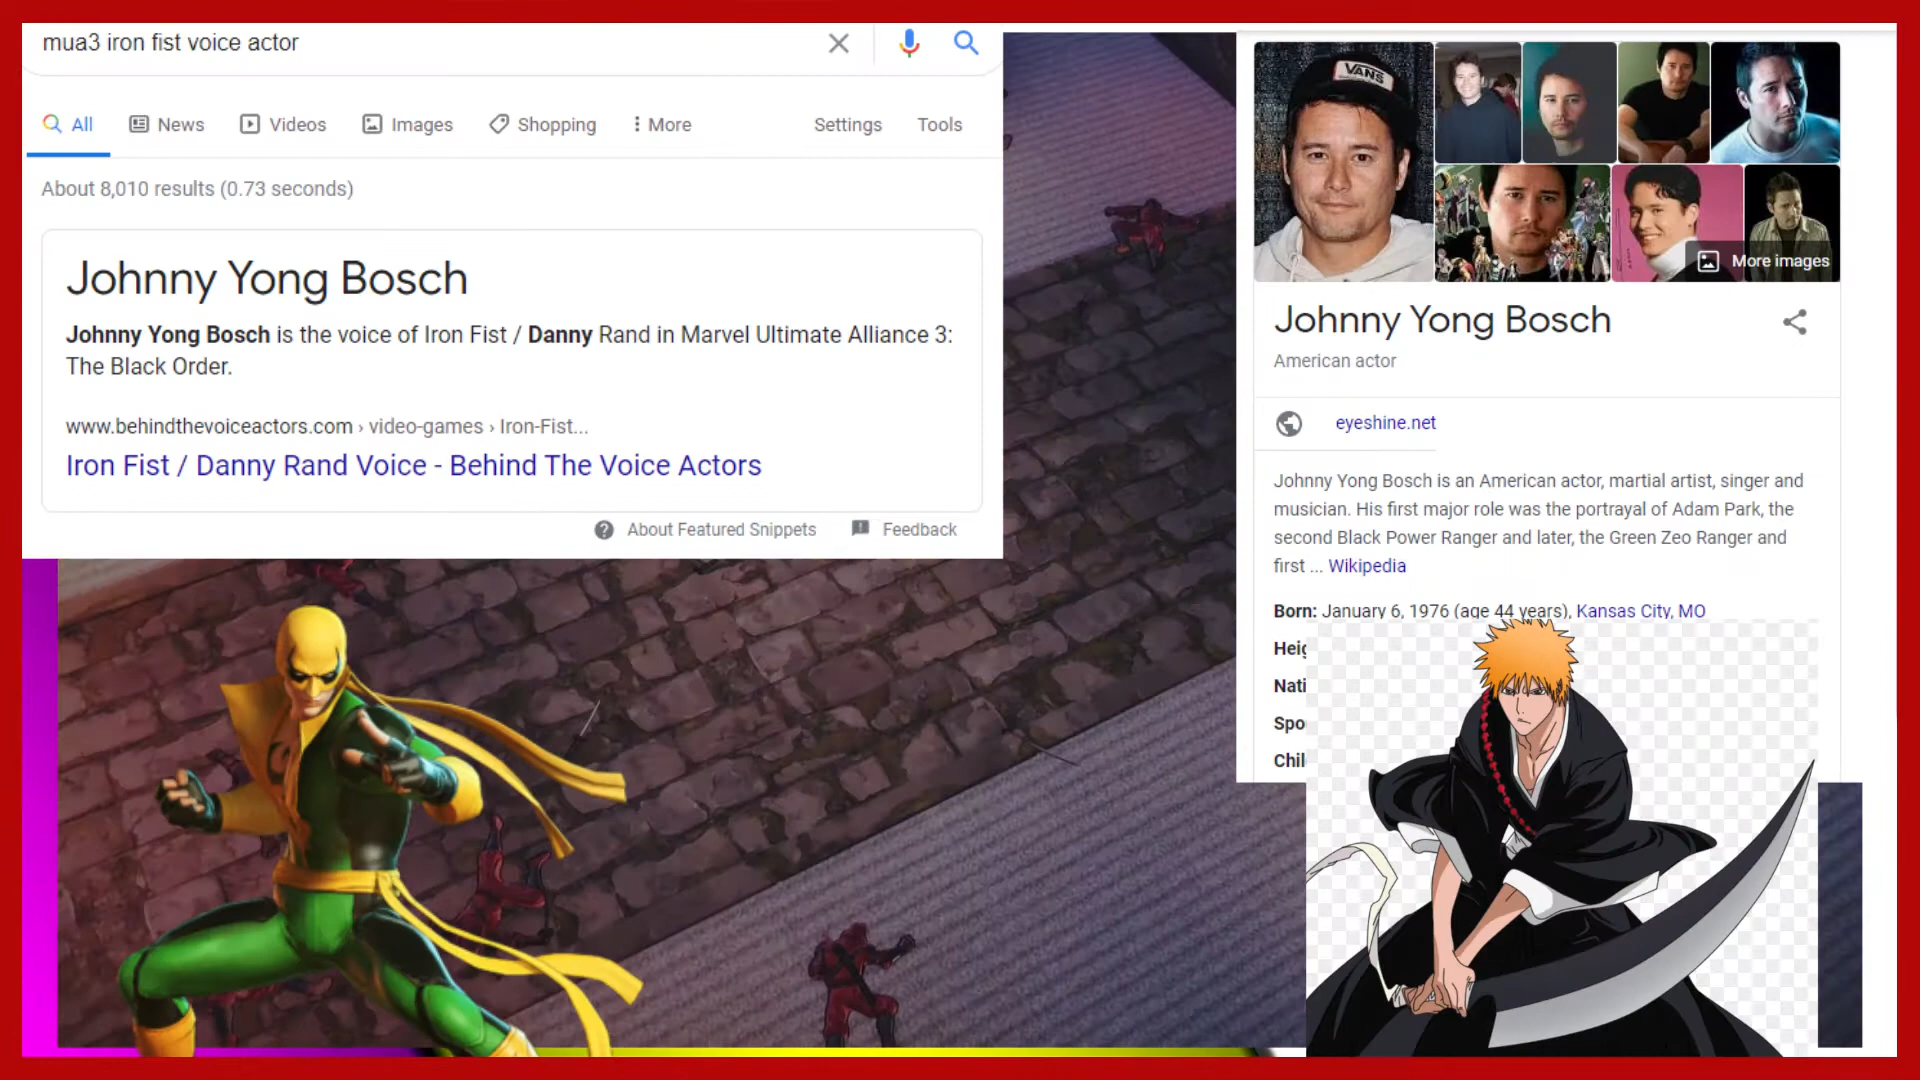 mua3 iron fist voice actor
All News Videos Images Shopping More Settings Tools
About 8,010 results (0.73 seconds)
Johnny Yong Bosch
Johnny Yong Bosch is the voice of Iron Fist / Danny Rand in Marvel Ultimate Alliance 3:
The Black Order.
www.behindthevoiceactors.com › video-games › Iron-Fist...
Iron Fist / Danny Rand Voice - Behind The Voice Actors
About Featured Snippets Feedback
VANS
More images
Johnny Yong Bosch
American actor
eyeshine.net
Johnny Yong Bosch is an American actor, martial artist, singer and
musician. His first major role was the portrayal of Adam Park, the
second Black Power Ranger and later, the Green Zeo Ranger and
first ... Wikipedia
Born: January 6, 1976 (age 44 years), Kansas City, MO
Heig
Nati
Spo
Chil